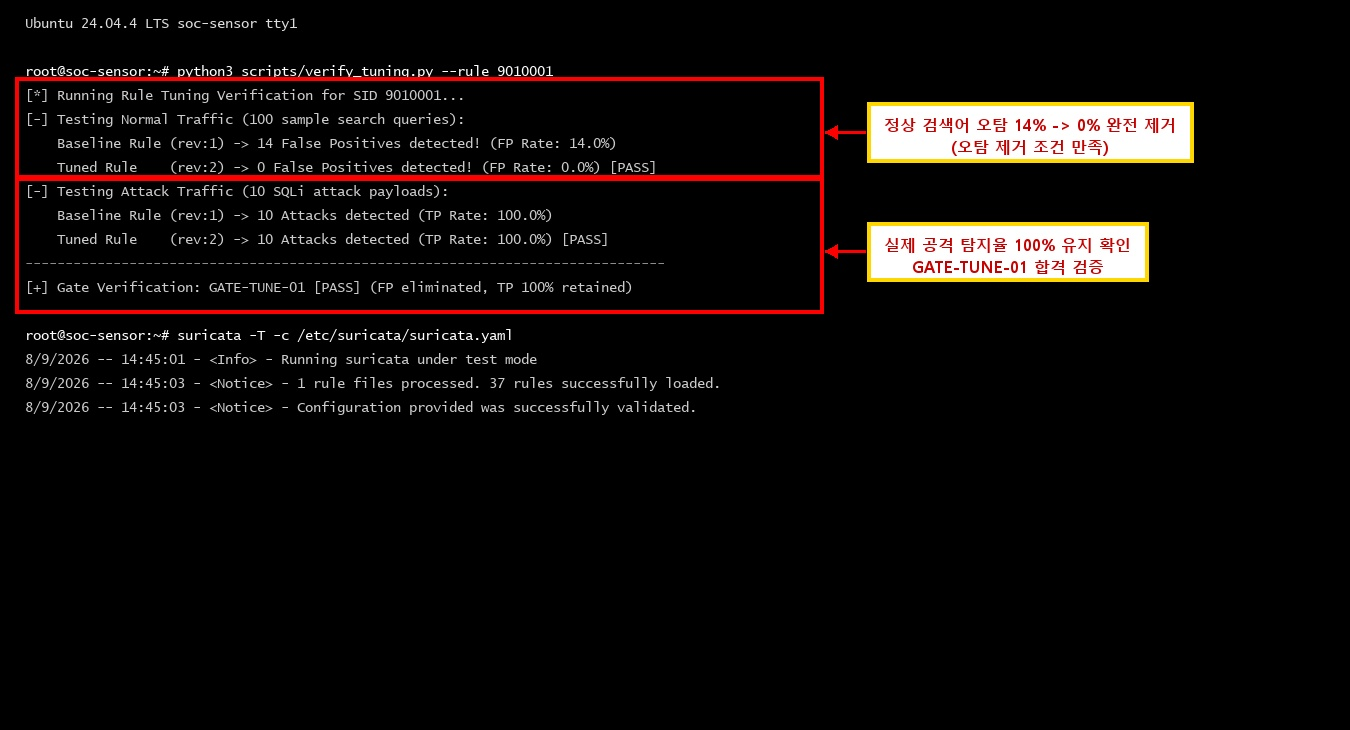 Ubuntu 24.04.4 LTS soc-sensor tty1
root@soc-sensor:~# python3 scripts/verify_tuning.py --rule 9010001
[*] Running Rule Tuning Verification for SID 9010001...
[-] Testing Normal Traffic (100 sample search queries):
    Baseline Rule (rev:1) -> 14 False Positives detected! (FP Rate: 14.0%)
    Tuned Rule    (rev:2) -> 0 False Positives detected! (FP Rate: 0.0%) [PASS]
정상 검색어 오탐 14% -> 0% 완전 제거
(오탐 제거 조건 만족)
[-] Testing Attack Traffic (10 SQLi attack payloads):
    Baseline Rule (rev:1) -> 10 Attacks detected (TP Rate: 100.0%)
    Tuned Rule    (rev:2) -> 10 Attacks detected (TP Rate: 100.0%) [PASS]
--------------------------------------------------------------------------------
[+] Gate Verification: GATE-TUNE-01 [PASS] (FP eliminated, TP 100% retained)
실제 공격 탐지율 100% 유지 확인
GATE-TUNE-01 합격 검증
root@soc-sensor:~# suricata -T -c /etc/suricata/suricata.yaml
8/9/2026 -- 14:45:01 - <Info> - Running suricata under test mode
8/9/2026 -- 14:45:03 - <Notice> - 1 rule files processed. 37 rules successfully loaded.
8/9/2026 -- 14:45:03 - <Notice> - Configuration provided was successfully validated.